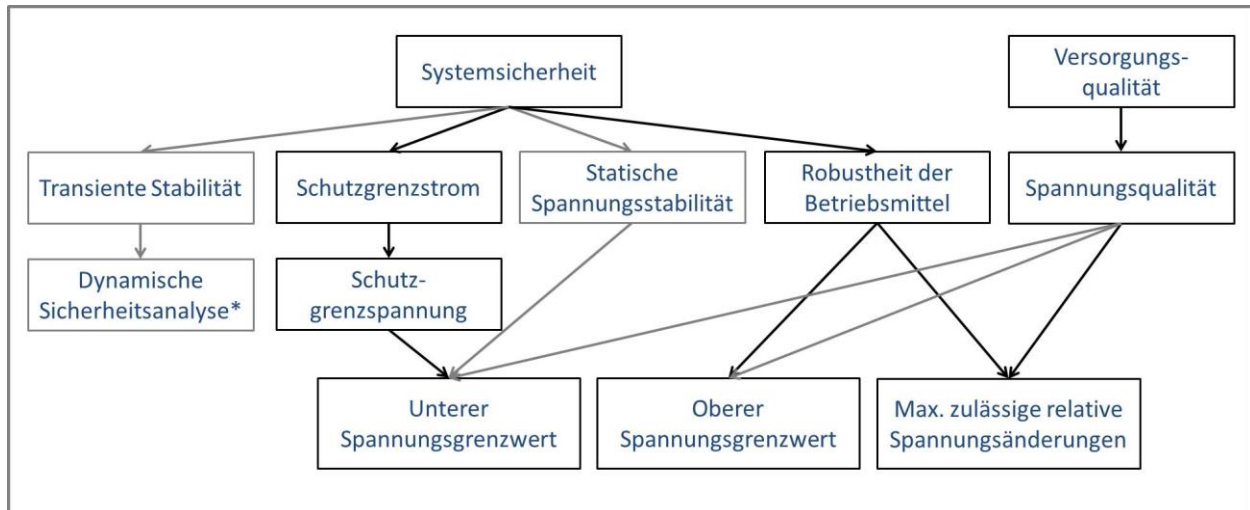 Systemsicherheit
Versorgungs-
qualität
Transiente Stabilität
Schutzgrenzstrom
Statische
Spannungsstabilität
Robustheit der
Betriebsmittel
Spannungsqualität
Dynamische
Sicherheitsanalyse*
Schutz-
grenzspannung
Unterer
Spannungsgrenzwert
Oberer
Spannungsgrenzwert
Max. zulässige relative
Spannungsänderungen